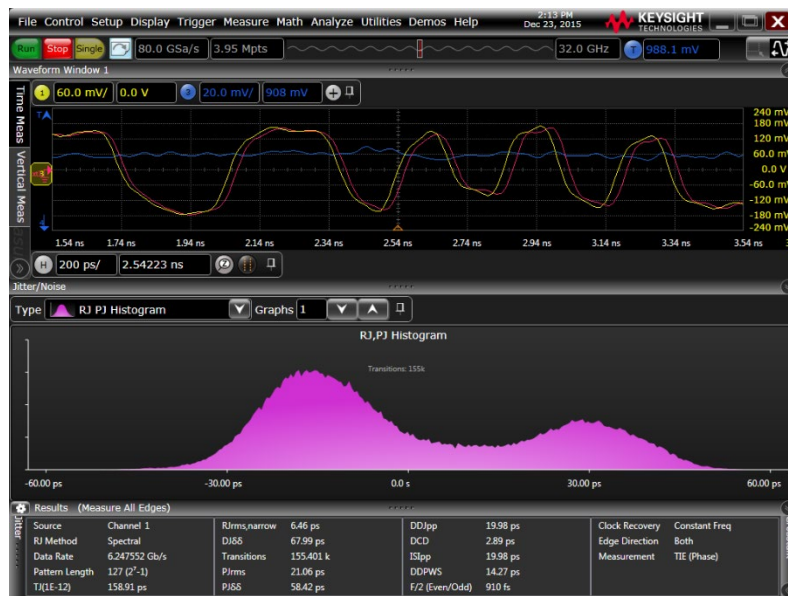 File Control Setup Display Trigger Measure Math Analyze Utilities Demos Help 2:13 PM Dec 23, 2015 KEYSIGHT TECHNOLOGIES X
Run Stop Single 80.0 GSa/s 3.95 Mpts 32.0 GHz T 988.1 mV
Waveform Window 1
Time Meas
Vertical Meas
1 60.0 mV/ 0.0 V 3 20.0 mV/ 908 mV +
T
240 mV
180 mV
120 mV
60.0 mV
0.0 V
-60.0 mV
-120 mV
-180 mV
-240 mV
3
1.54 ns 1.74 ns 1.94 ns 2.14 ns 2.34 ns 2.54 ns 2.74 ns 2.94 ns 3.14 ns 3.34 ns 3.54 ns
H 200 ps/ 2.54223 ns
Jitter/Noise
Type RJ PJ Histogram Graphs 1
RJ,PJ Histogram
Transitions: 155k
-60.00 ps -30.00 ps 0.0 s 30.00 ps 60.00 ps
Results (Measure All Edges)
Jitter
Source Channel 1 RJrms,narrow 6.46 ps DDJpp 19.98 ps Clock Recovery Constant Freq
RJ Method Spectral DJδδ 67.99 ps DCD 2.89 ps Edge Direction Both
Data Rate 6.247552 Gb/s Transitions 155.401 k ISIpp 19.98 ps Measurement TIE (Phase)
Pattern Length 127 (2⁷-1) PJrms 21.06 ps DDPWS 14.27 ps
TJ(1E-12) 158.91 ps PJδδ 58.42 ps F/2 (Even/Odd) 910 fs